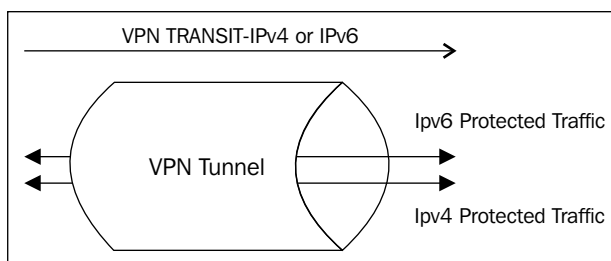 VPN TRANSIT-IPv4 or IPv6
Ipv6 Protected Traffic
VPN Tunnel
Ipv4 Protected Traffic